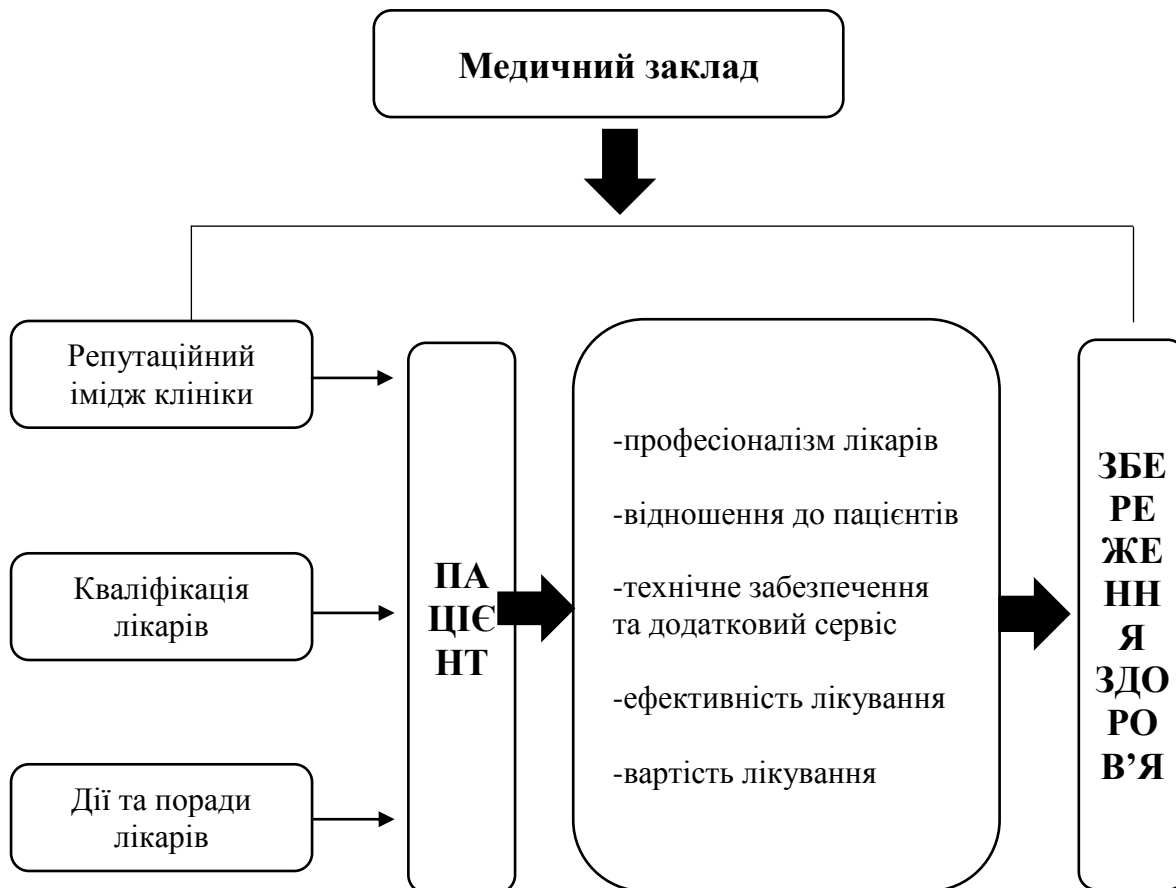 Медичний заклад
Репутаційний
імідж клініки
Кваліфікація
лікарів
Дії та поради
лікарів
ПА
ЦІЄ
НТ
-професіоналізм лікарів
-відношення до пацієнтів
-технічне забезпечення
та додатковий сервіс
-ефективність лікування
-вартість лікування
ЗБЕ
РЕ
ЖЕ
НН
Я
ЗДО
РО
В’Я